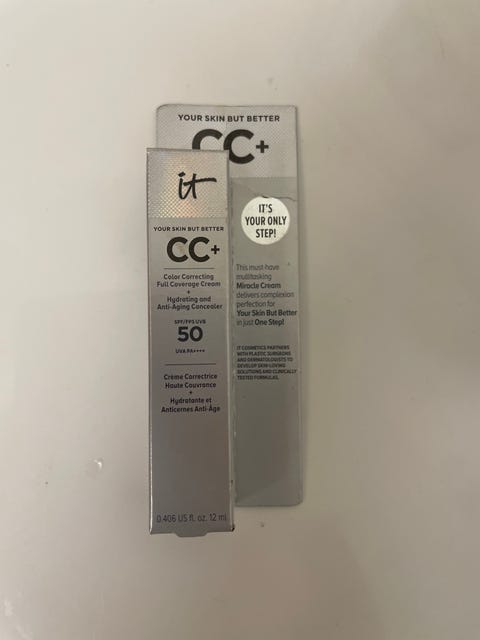 YOUR SKIN BUT BETTER
CC+
it
YOUR SKIN BUT BETTER
CC+
Color Correcting
Full Coverage Cream
+
Hydrating and
Anti-Aging Concealer
SPF/FPS UVB
50
UVA PA++++
Crème Correctrice
Haute Couvrance
+
Hydratante et
Anticernes Anti-Âge
0.406 US fl. oz. 12 ml
IT'S
YOUR ONLY
STEP!
This must-have
multitasking
Miracle Cream
delivers complexion
perfection for
Your Skin But Better
in just One Step!
IT COSMETICS PARTNERS
WITH PLASTIC SURGEONS
AND DERMATOLOGISTS TO
DEVELOP SKIN-LOVING
SOLUTIONS AND CLINICALLY
TESTED FORMULAS.